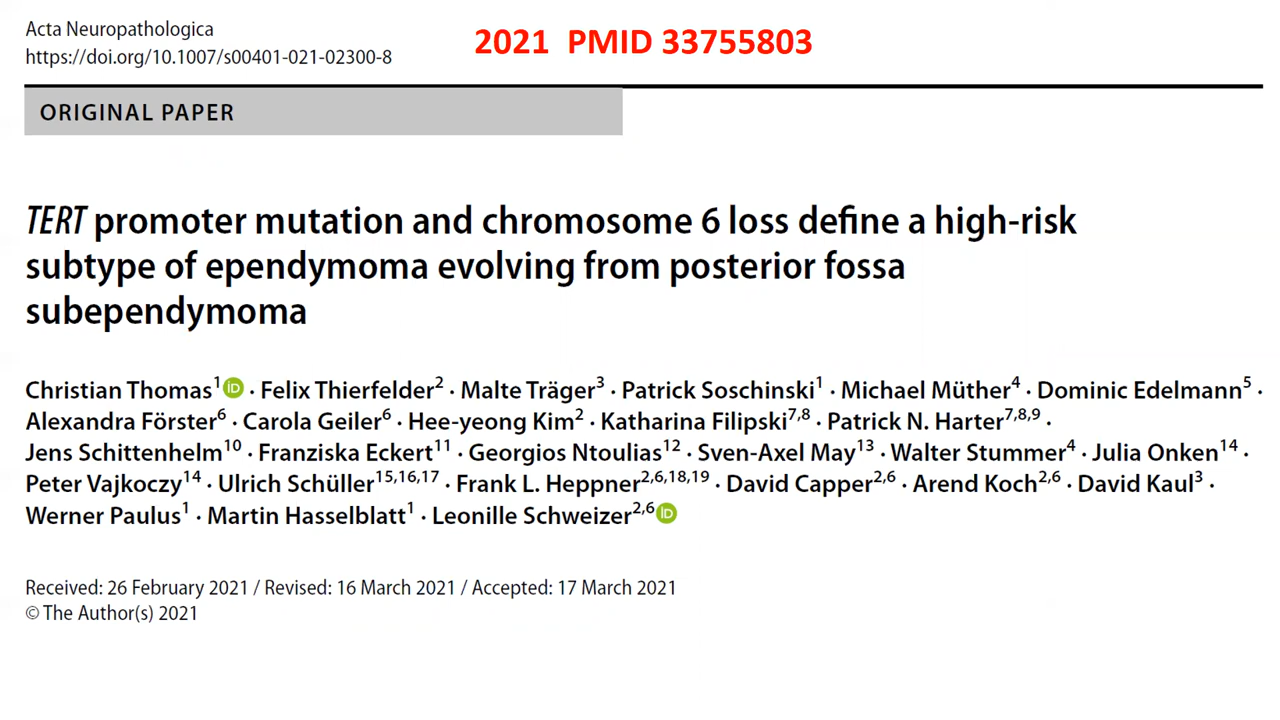 Acta Neuropathologica
https://doi.org/10.1007/s00401-021-02300-8
2021 PMID 33755803
ORIGINAL PAPER
TERT promoter mutation and chromosome 6 loss define a high-risk
subtype of ependymoma evolving from posterior fossa
subependymoma
Christian Thomas1 iD · Felix Thierfelder2 · Malte Träger3 · Patrick Soschinski1 · Michael Müther4 · Dominic Edelmann5 ·
Alexandra Förster6 · Carola Geiler6 · Hee-yeong Kim2 · Katharina Filipski7,8 · Patrick N. Harter7,8,9 ·
Jens Schittenhelm10 · Franziska Eckert11 · Georgios Ntoulias12 · Sven-Axel May13 · Walter Stummer4 · Julia Onken14 ·
Peter Vajkoczy14 · Ulrich Schüller15,16,17 · Frank L. Heppner2,6,18,19 · David Capper2,6 · Arend Koch2,6 · David Kaul3 ·
Werner Paulus1 · Martin Hasselblatt1 · Leonille Schweizer2,6 iD
Received: 26 February 2021 / Revised: 16 March 2021 / Accepted: 17 March 2021
© The Author(s) 2021